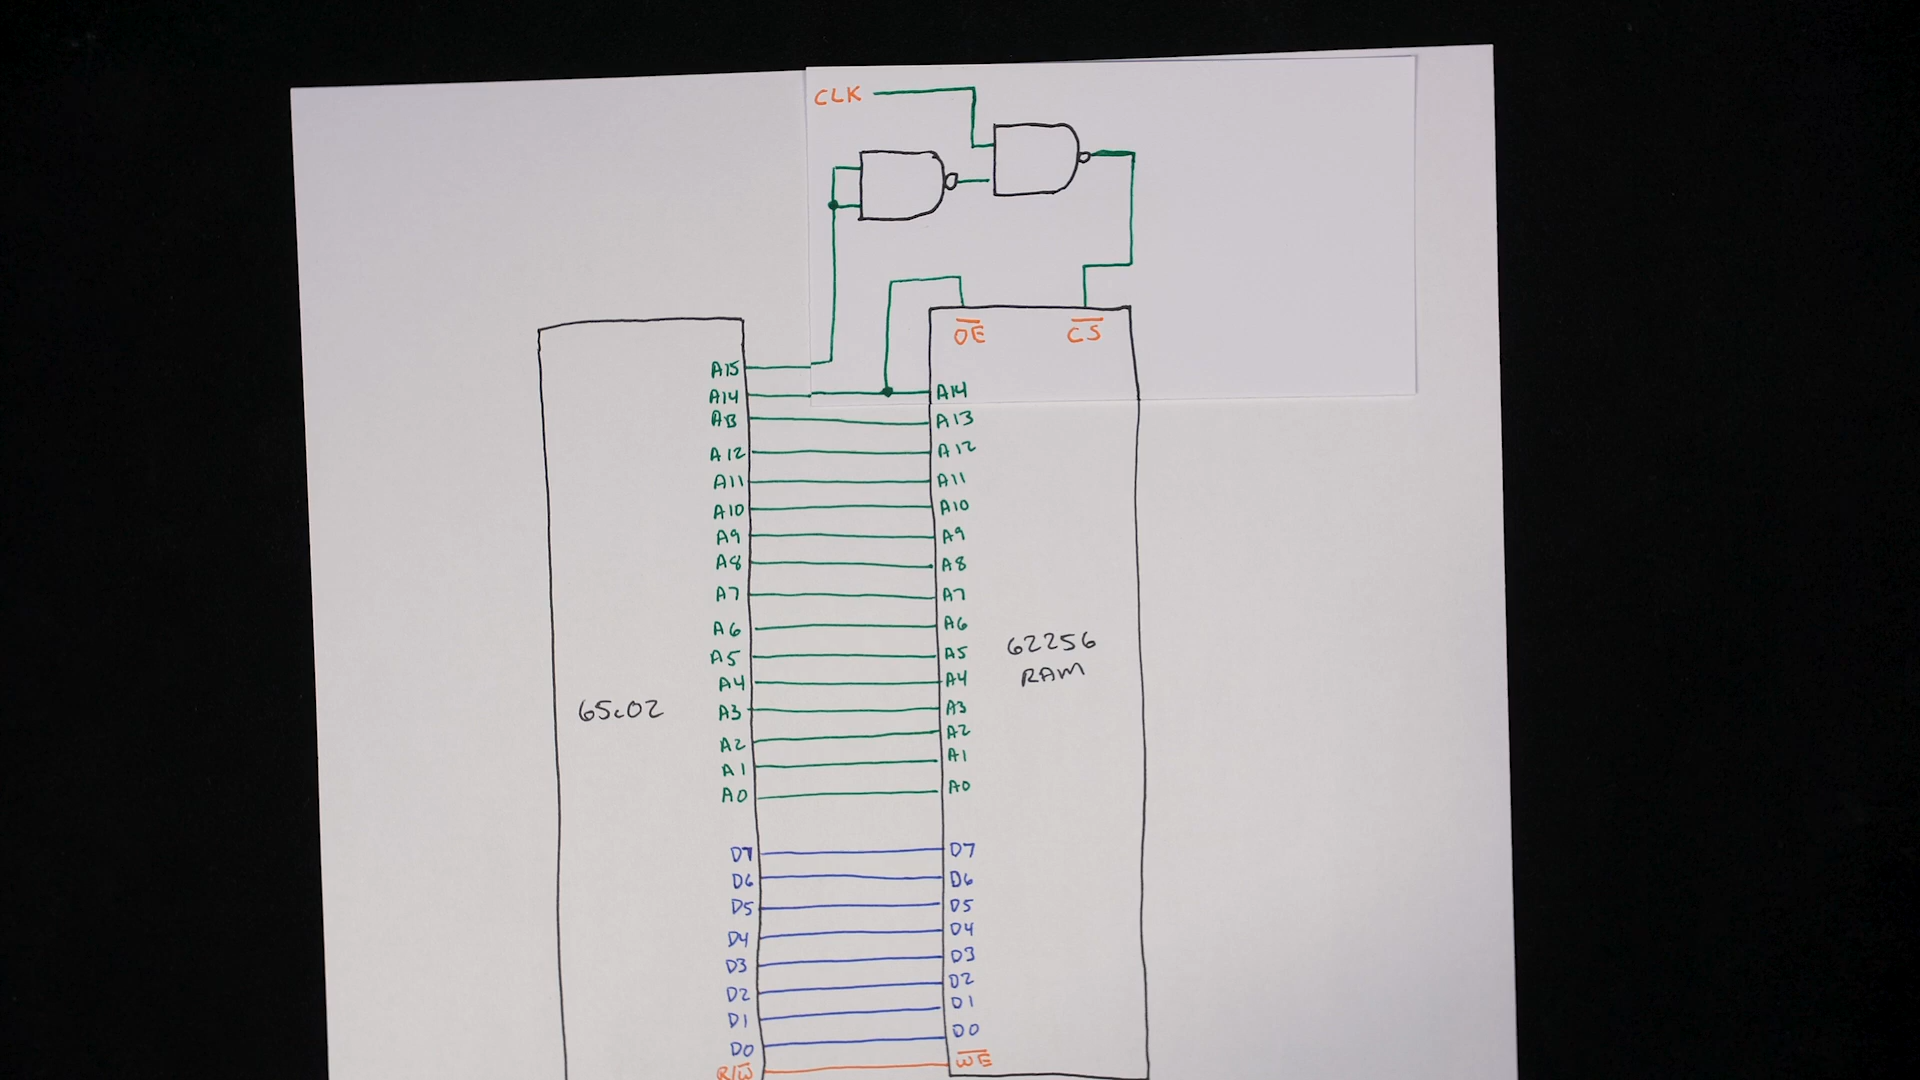 CLK
OE CS
A15
A14 A14
A13 A13
A12 A12
A11 A11
A10 A10
A9 A9
A8 A8
A7 A7
A6 A6
62256
RAM
A5 A5
A4 A4
65c02
A3 A3
A2 A2
A1 A1
A0 A0
D7 D7
D6 D6
D5 D5
D4 D4
D3 D3
D2 D2
D1 D1
D0 D0
R/W WE